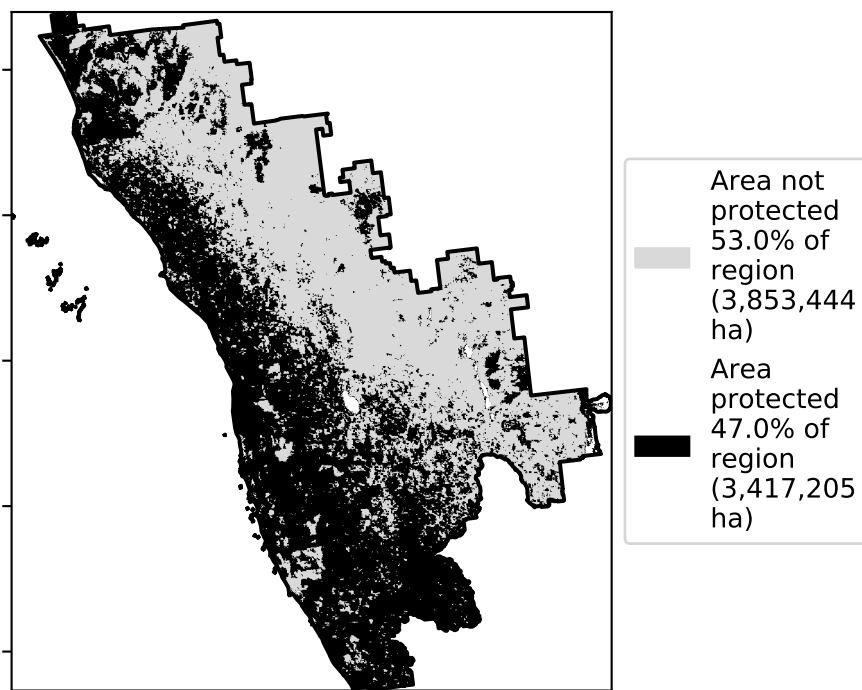 Area not
protected
53.0% of
region
(3,853,444
ha)
Area
protected
47.0% of
region
(3,417,205
ha)